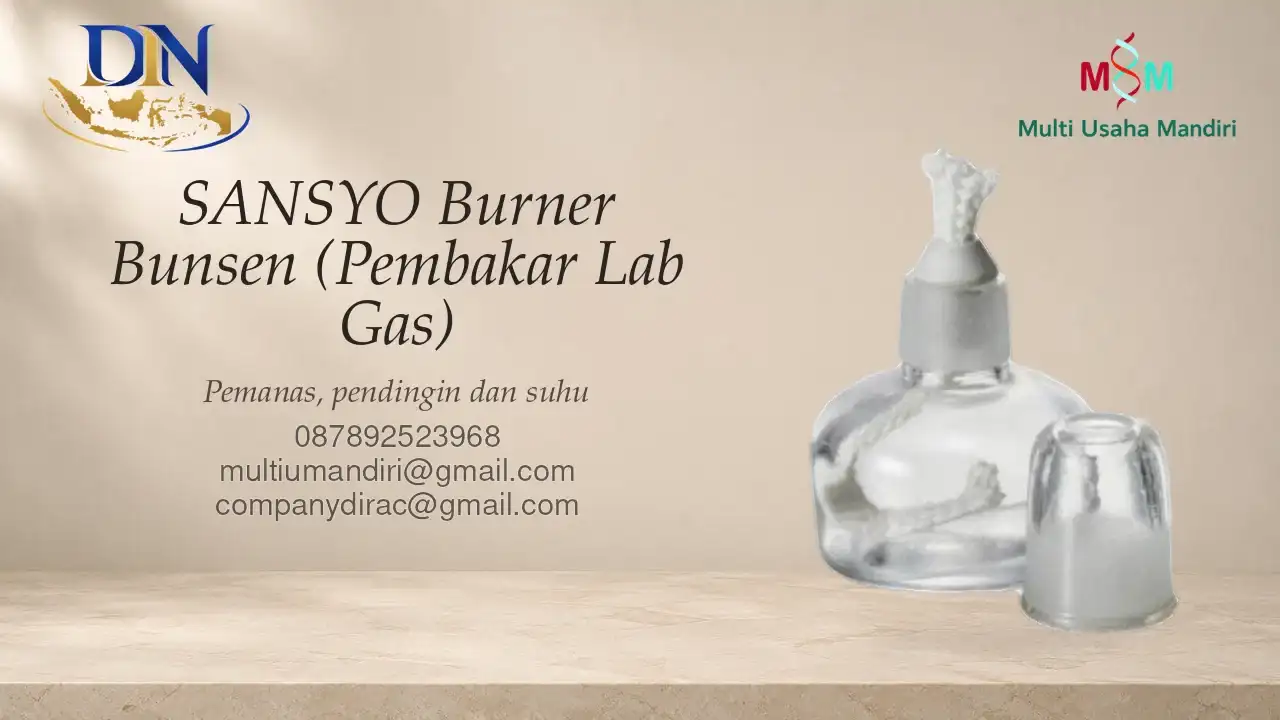 DIN
M M
Multi Usaha Mandiri
SANSYO Burner
Bunsen (Pembakar Lab
Gas)
Pemanas, pendingin dan suhu
087892523968
multiumandiri@gmail.com
companydirac@gmail.com